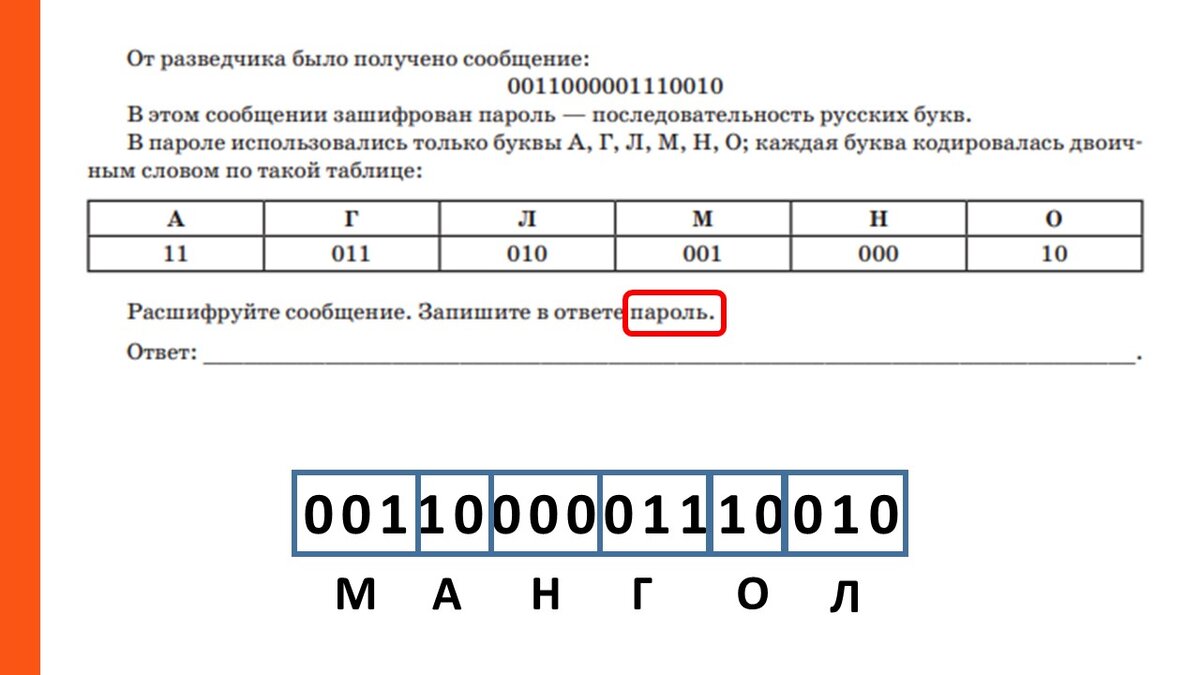 От разведчика было получено сообщение:
0011000001110010
В этом сообщении зашифрован пароль — последовательность русских букв.
В пароле использовались только буквы А, Г, Л, М, Н, О; каждая буква кодировалась двоич-
ным словом по такой таблице:
А Г Л М Н О
11 011 010 001 000 10
Расшифруйте сообщение. Запишите в ответе пароль.
Ответ: .
001 10 000 011 10 010
М А Н Г О Л